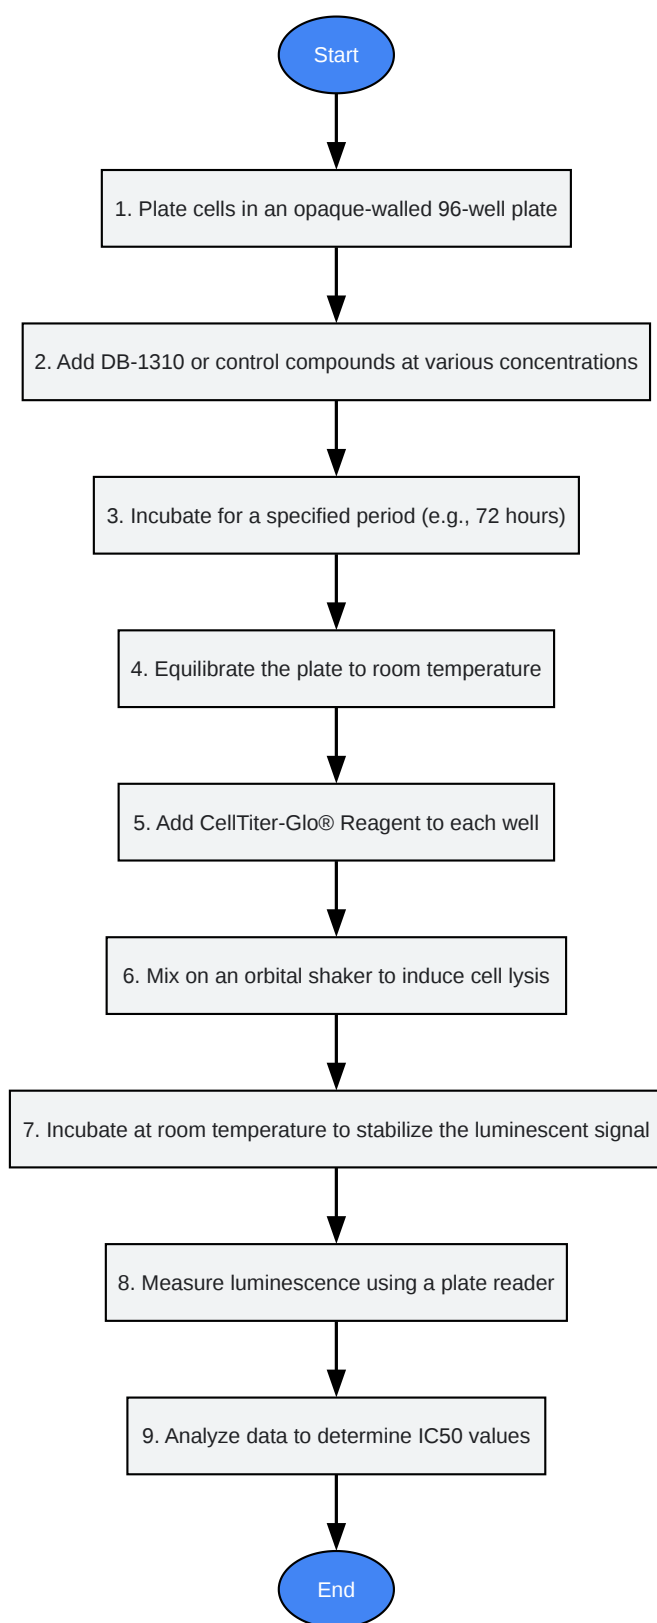 Start
1. Plate cells in an opaque-walled 96-well plate
2. Add DB-1310 or control compounds at various concentrations
3. Incubate for a specified period (e.g., 72 hours)
4. Equilibrate the plate to room temperature
5. Add CellTiter-Glo® Reagent to each well
6. Mix on an orbital shaker to induce cell lysis
7. Incubate at room temperature to stabilize the luminescent signal
8. Measure luminescence using a plate reader
9. Analyze data to determine IC50 values
End